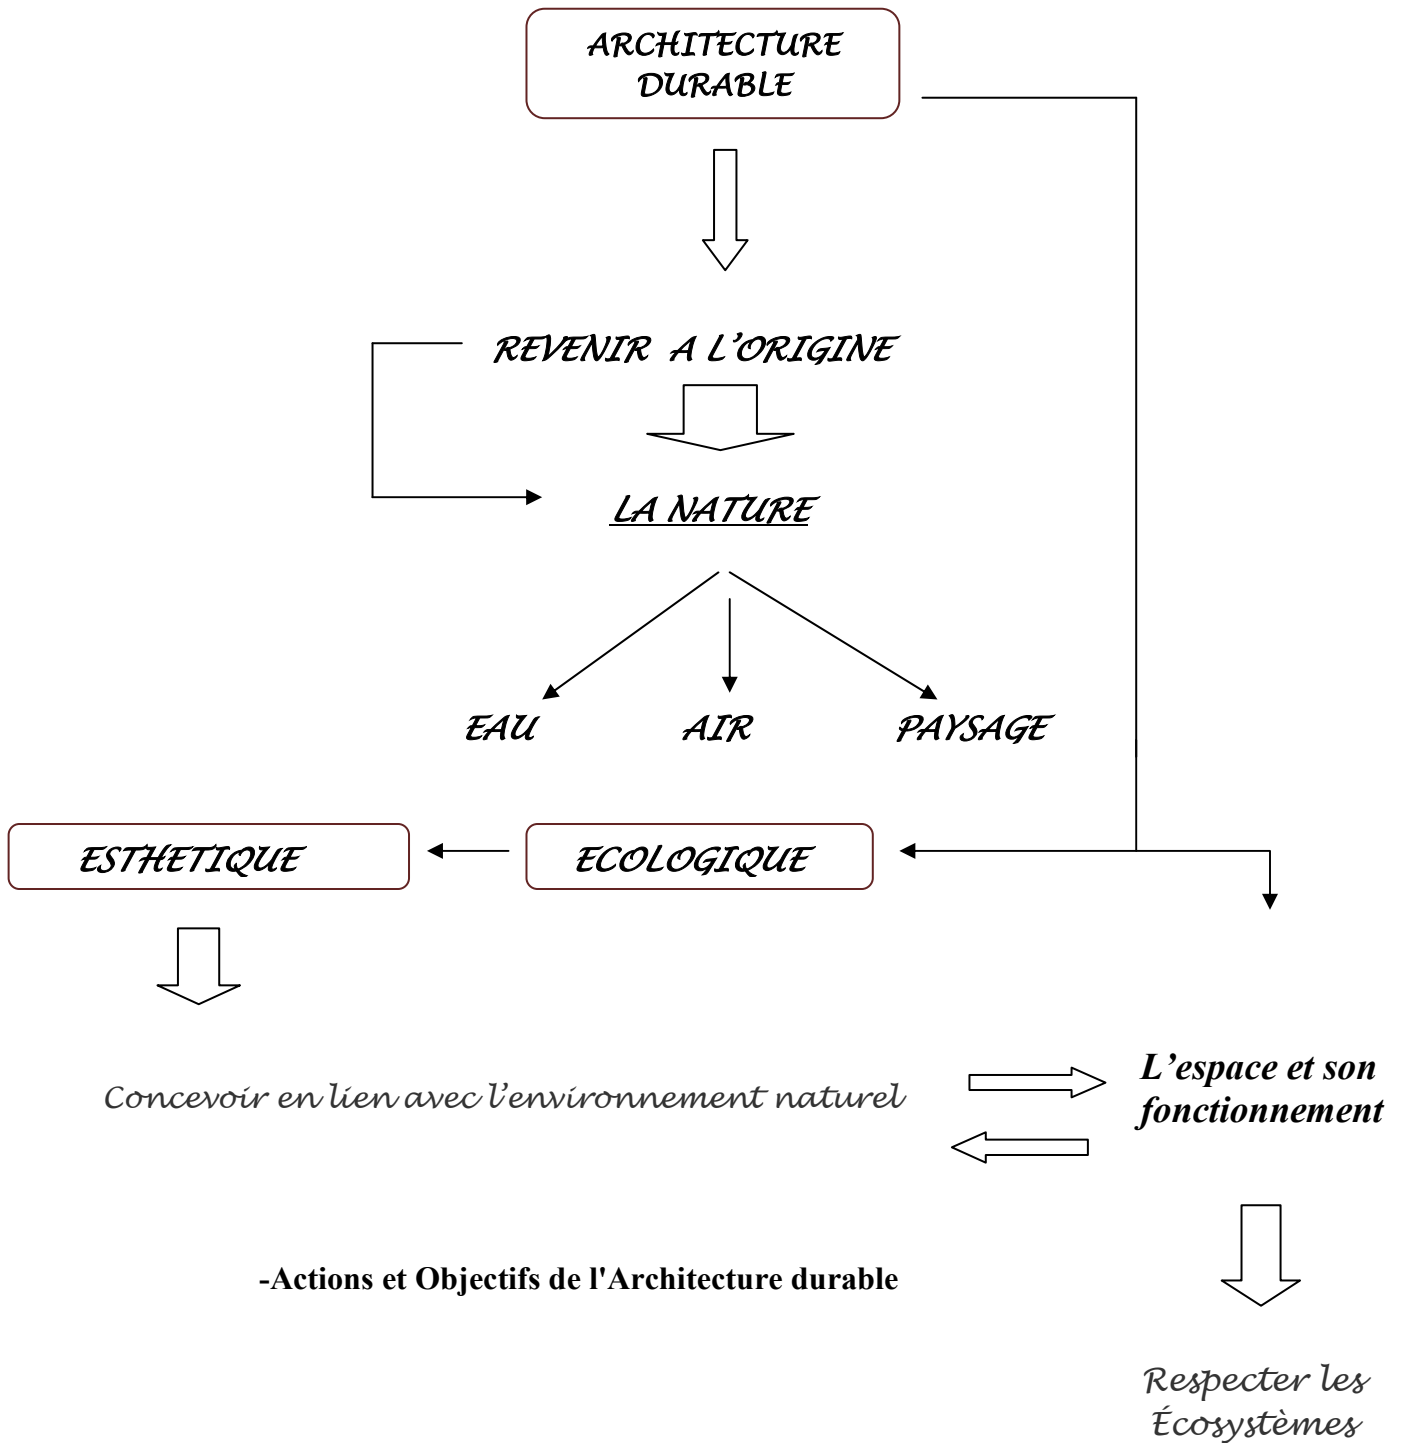 ARCHITECTURE
DURABLE
REVENIR A L’ORIGINE
LA NATURE
EAU
AIR
PAYSAGE
ESTHETIQUE
ECOLOGIQUE
Concevoir en lien avec l’environnement naturel
L’espace et son
fonctionnement
-Actions et Objectifs de l'Architecture durable
Respecter les
Écosystèmes